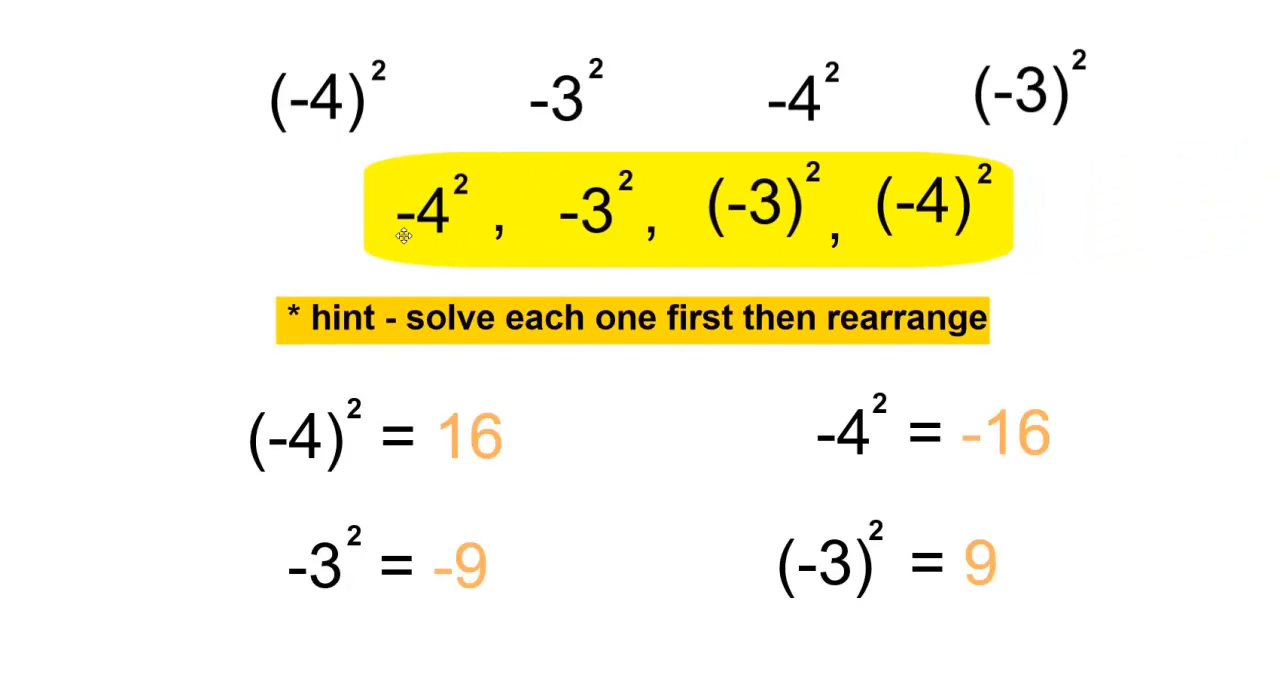 (-4)² -3² -4² (-3)²
-4² , -3² , (-3)² , (-4)²
* hint - solve each one first then rearrange
(-4)² = 16 -4² = -16
-3² = -9 (-3)² = 9